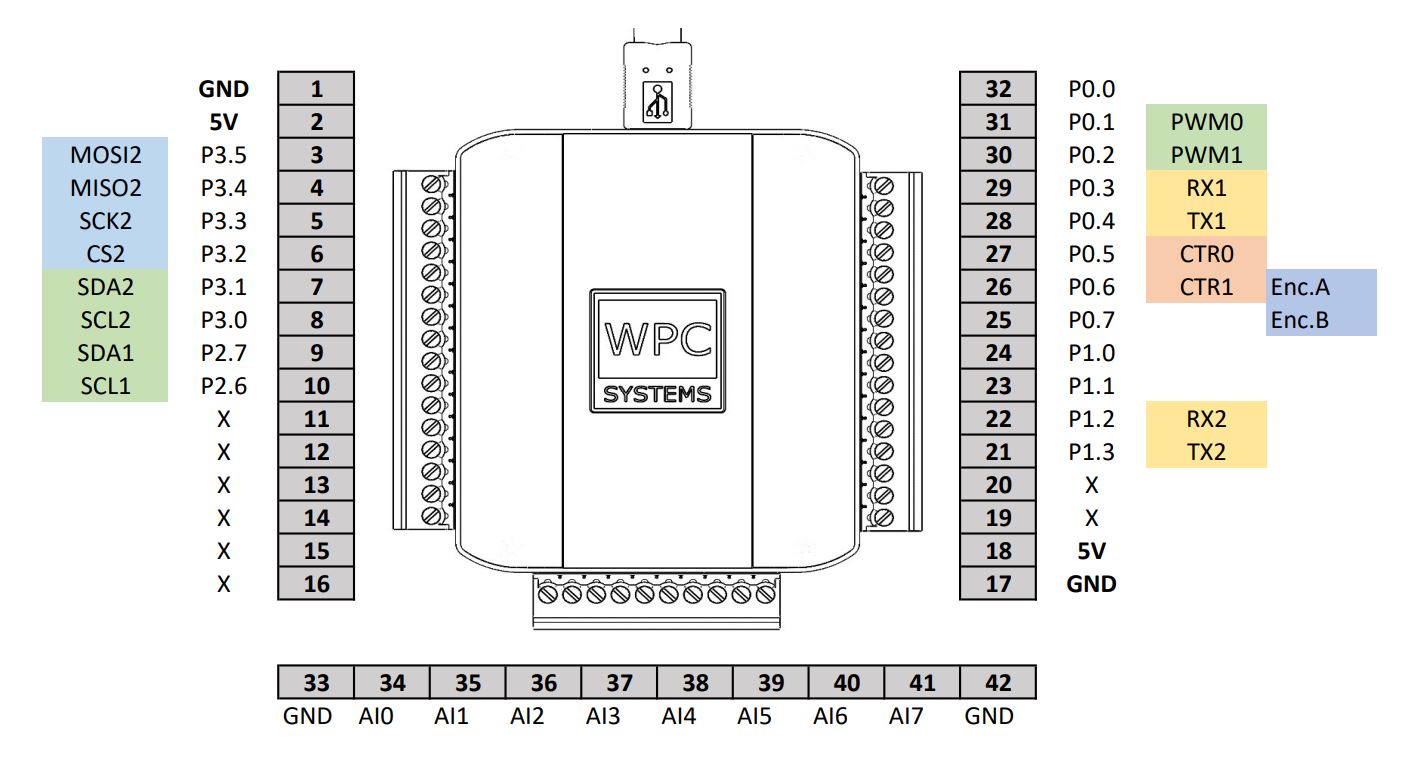 GND 1 32 P0.0
5V 2 31 P0.1 PWM0
MOSI2 P3.5 3 30 P0.2 PWM1
MISO2 P3.4 4 29 P0.3 RX1
SCK2 P3.3 5 28 P0.4 TX1
CS2 P3.2 6 27 P0.5 CTR0
SDA2 P3.1 7 26 P0.6 CTR1 Enc.A
SCL2 P3.0 8 25 P0.7 Enc.B
SDA1 P2.7 9 24 P1.0
SCL1 P2.6 10 23 P1.1
X 11 22 P1.2 RX2
X 12 21 P1.3 TX2
X 13 20 X
X 14 19 X
X 15 18 5V
X 16 17 GND
WPC
SYSTEMS
33 34 35 36 37 38 39 40 41 42
GND AI0 AI1 AI2 AI3 AI4 AI5 AI6 AI7 GND